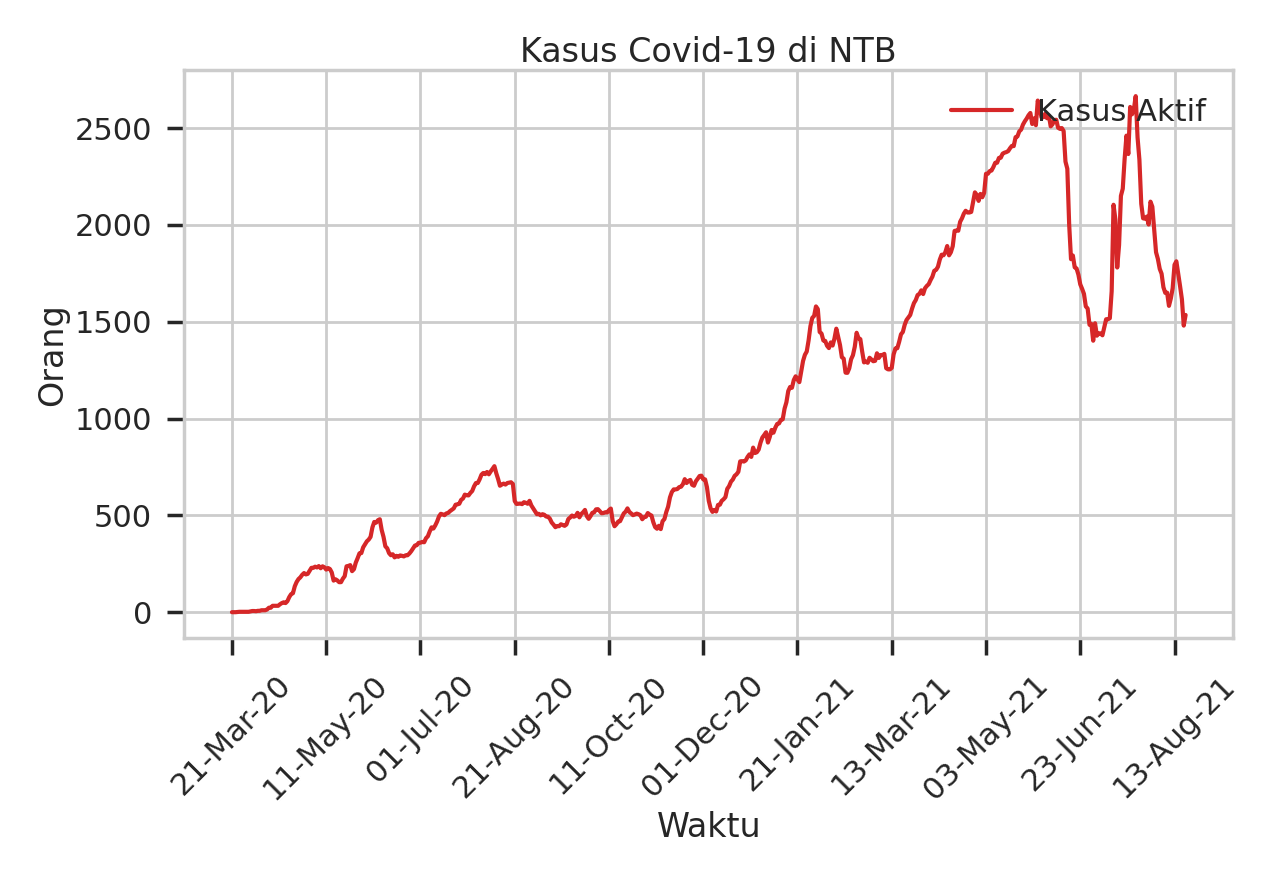 Kasus Covid-19 di NTB
Kasus Aktif
Orang
2500
2000
1500
1000
500
0
21-Mar-20
11-May-20
01-Jul-20
21-Aug-20
11-Oct-20
01-Dec-20
21-Jan-21
13-Mar-21
03-May-21
23-Jun-21
13-Aug-21
Waktu